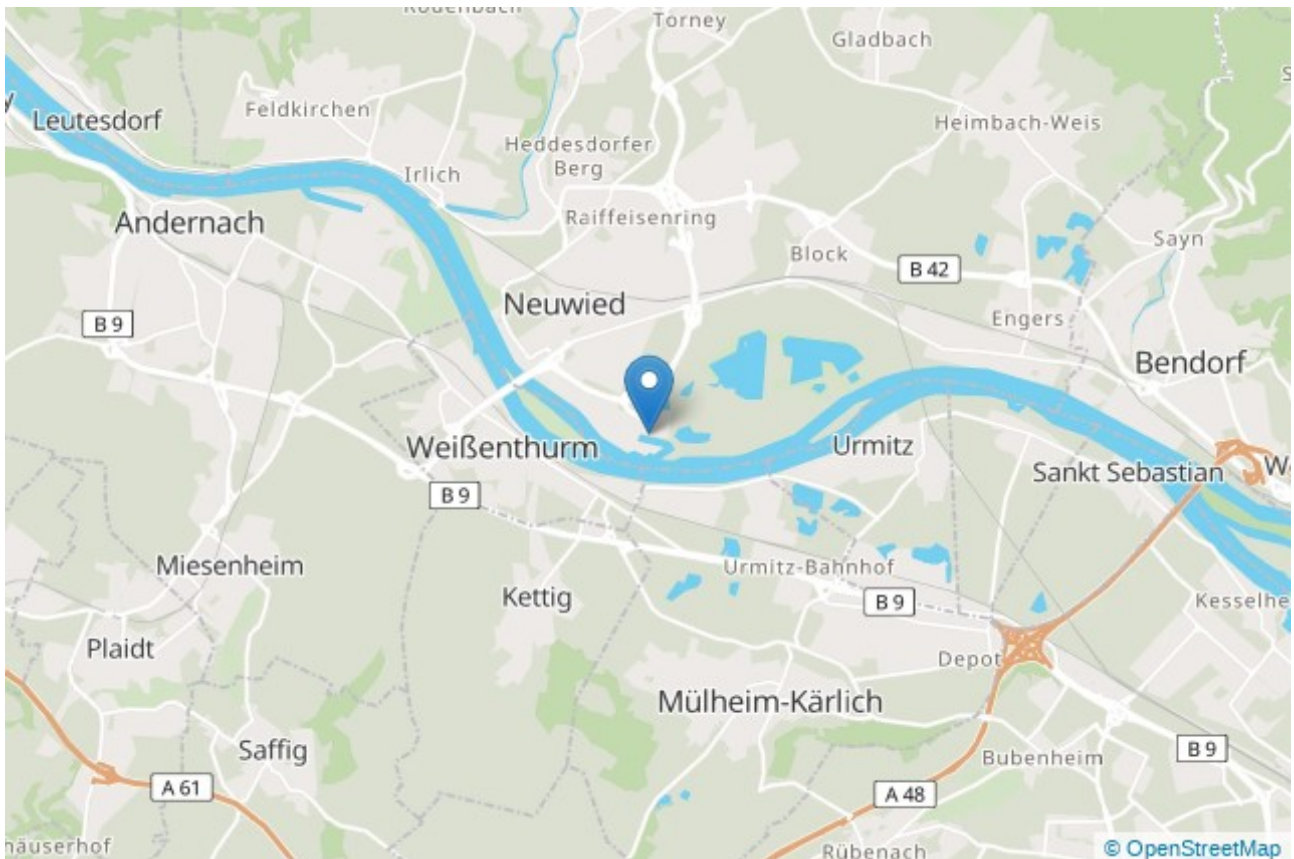 Rodenbach
Torney
Gladbach
Feldkirchen
Leutesdorf
Heimbach-Weis
Heddesdorfer
Berg
Irlich
Andernach
Raiffeisenring
Sayn
Block
B 42
Neuwied
B 9
Engers
Bendorf
Weißenthurm
Urmitz
Sankt Sebastian
B 9
Miesenheim
Urmitz-Bahnhof
Kettig
B 9
Kesselhe
Plaidt
Depot
Mülheim-Kärlich
Saffig
B 9
Bubenheim
A 61
A 48
häuserhof
Rübenach
© OpenStreetMap